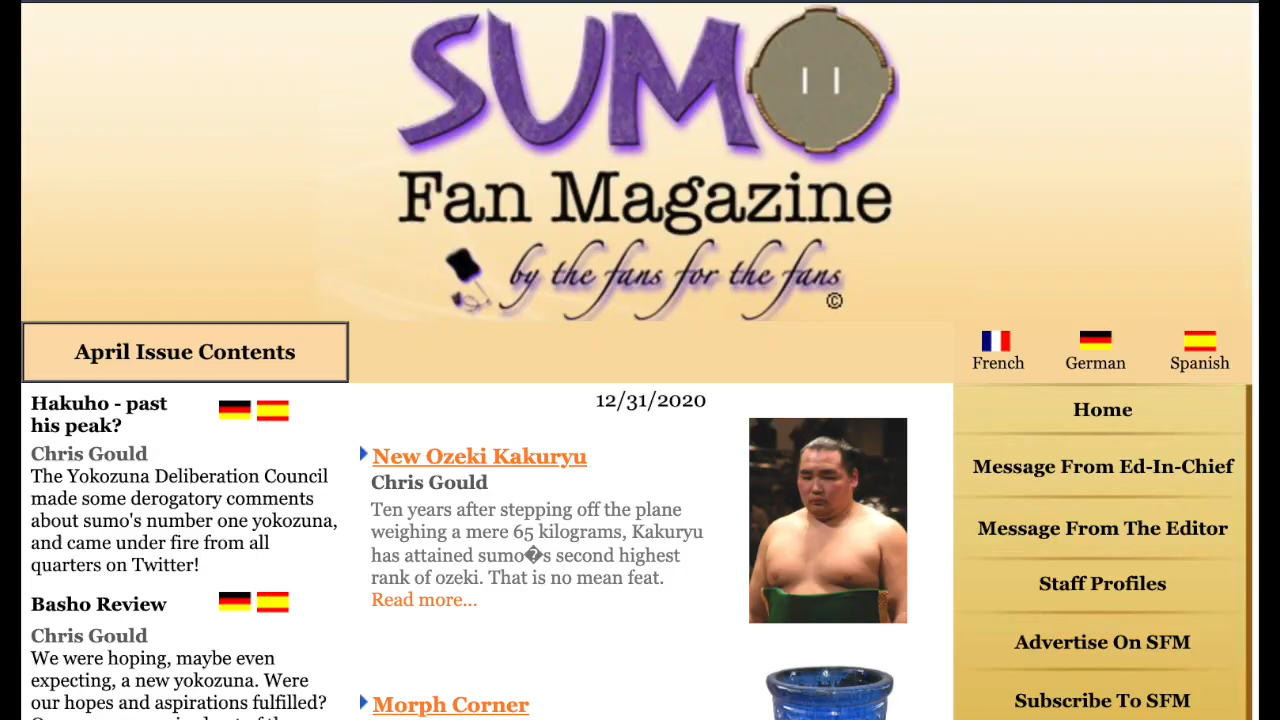 SUMO
Fan Magazine
by the fans for the fans
©
April Issue Contents
French
German
Spanish
Hakuho - past
his peak?
Chris Gould
The Yokozuna Deliberation Council
made some derogatory comments
about sumo's number one yokozuna,
and came under fire from all
quarters on Twitter!
Basho Review
Chris Gould
We were hoping, maybe even
expecting, a new yokozuna. Were
our hopes and aspirations fulfilled?
12/31/2020
New Ozeki Kakuryu
Chris Gould
Ten years after stepping off the plane
weighing a mere 65 kilograms, Kakuryu
has attained sumo�s second highest
rank of ozeki. That is no mean feat.
Read more...
Morph Corner
Home
Message From Ed-In-Chief
Message From The Editor
Staff Profiles
Advertise On SFM
Subscribe To SFM